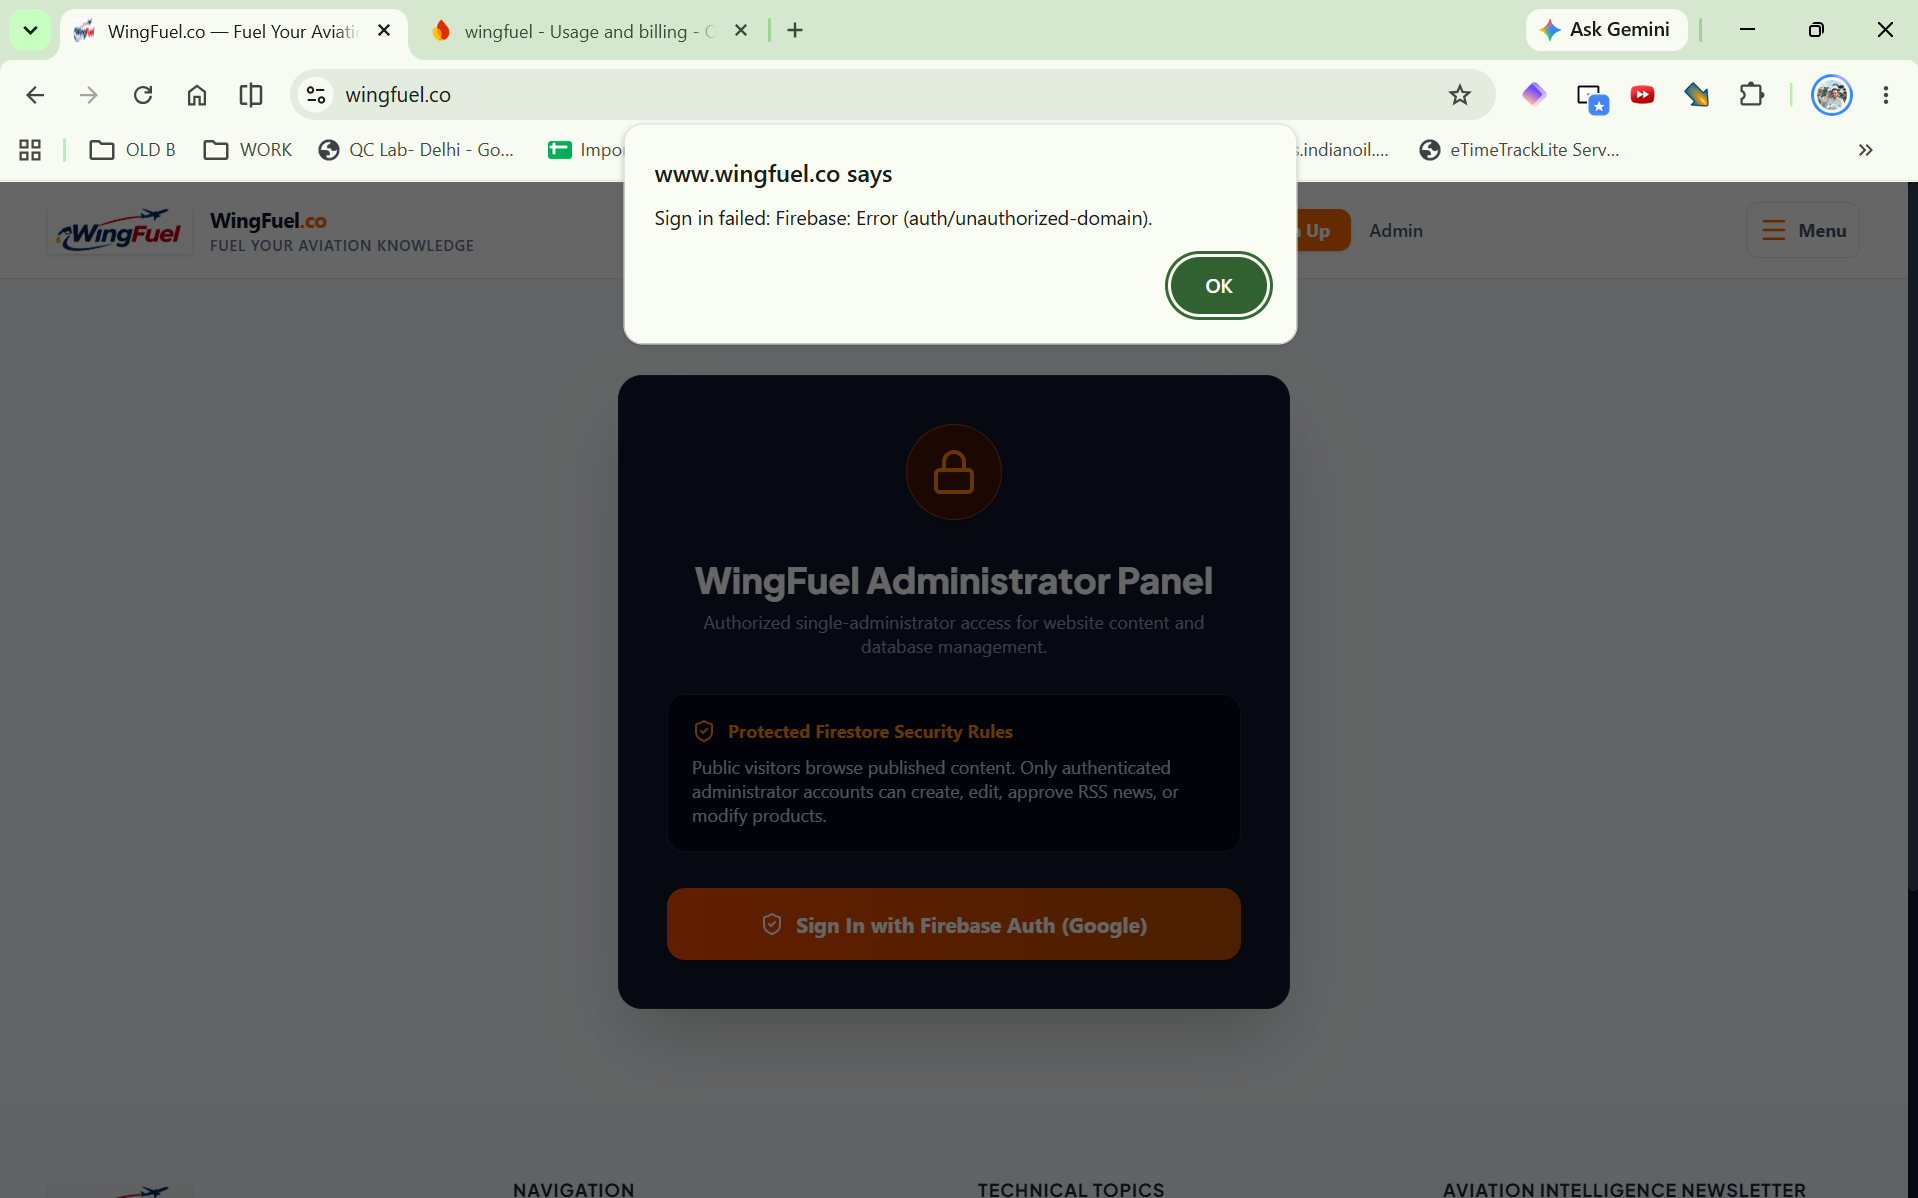 WingFuel.co — Fuel Your Aviati
wingfuel - Usage and billing -
Ask Gemini
wingfuel.co
OLD B
WORK
QC Lab- Delhi - Go...
Impo
s.indianoil....
eTimeTrackLite Serv...
www.wingfuel.co says
Sign in failed: Firebase: Error (auth/unauthorized-domain).
OK
WingFuel
WingFuel.co
FUEL YOUR AVIATION KNOWLEDGE
Up
Admin
Menu
WingFuel Administrator Panel
Authorized single-administrator access for website content and
database management.
Protected Firestore Security Rules
Public visitors browse published content. Only authenticated
administrator accounts can create, edit, approve RSS news, or
modify products.
Sign In with Firebase Auth (Google)
NAVIGATION
TECHNICAL TOPICS
AVIATION INTELLIGENCE NEWSLETTER